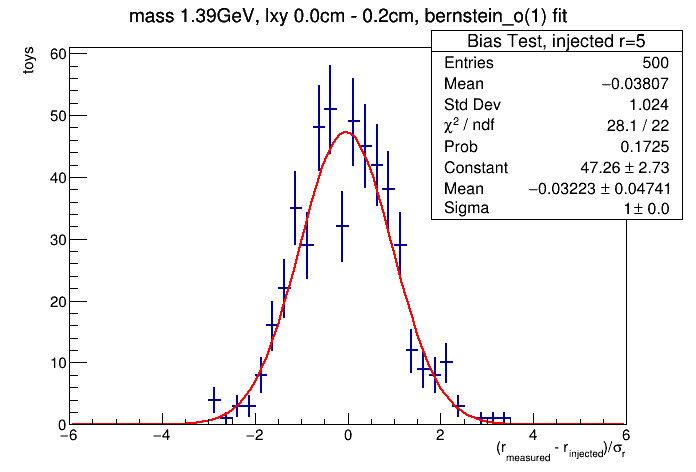 mass 1.39GeV, lxy 0.0cm - 0.2cm, bernstein_o(1) fit
Bias Test, injected r=5
Entries 500
Mean −0.03807
Std Dev 1.024
χ² / ndf 28.1 / 22
Prob 0.1725
Constant 47.26 ± 2.73
Mean −0.03223 ± 0.04741
Sigma 1 ± 0.0
toys
60
50
40
30
20
10
0
−6 −4 −2 0 2 4 6
(r_measured - r_injected)/σ_r